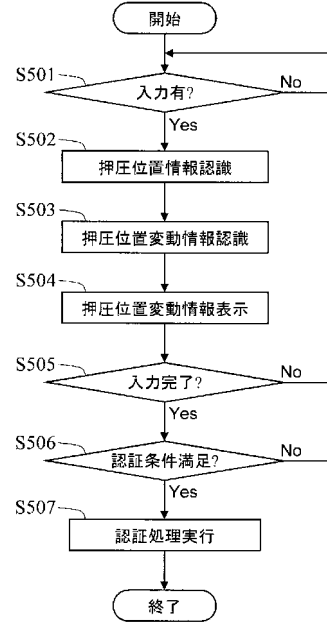 開始
S501
入力有?
No
Yes
S502
押圧位置情報認識
S503
押圧位置変動情報認識
S504
押圧位置変動情報表示
S505
入力完了?
No
Yes
S506
認証条件満足?
No
Yes
S507
認証処理実行
終了